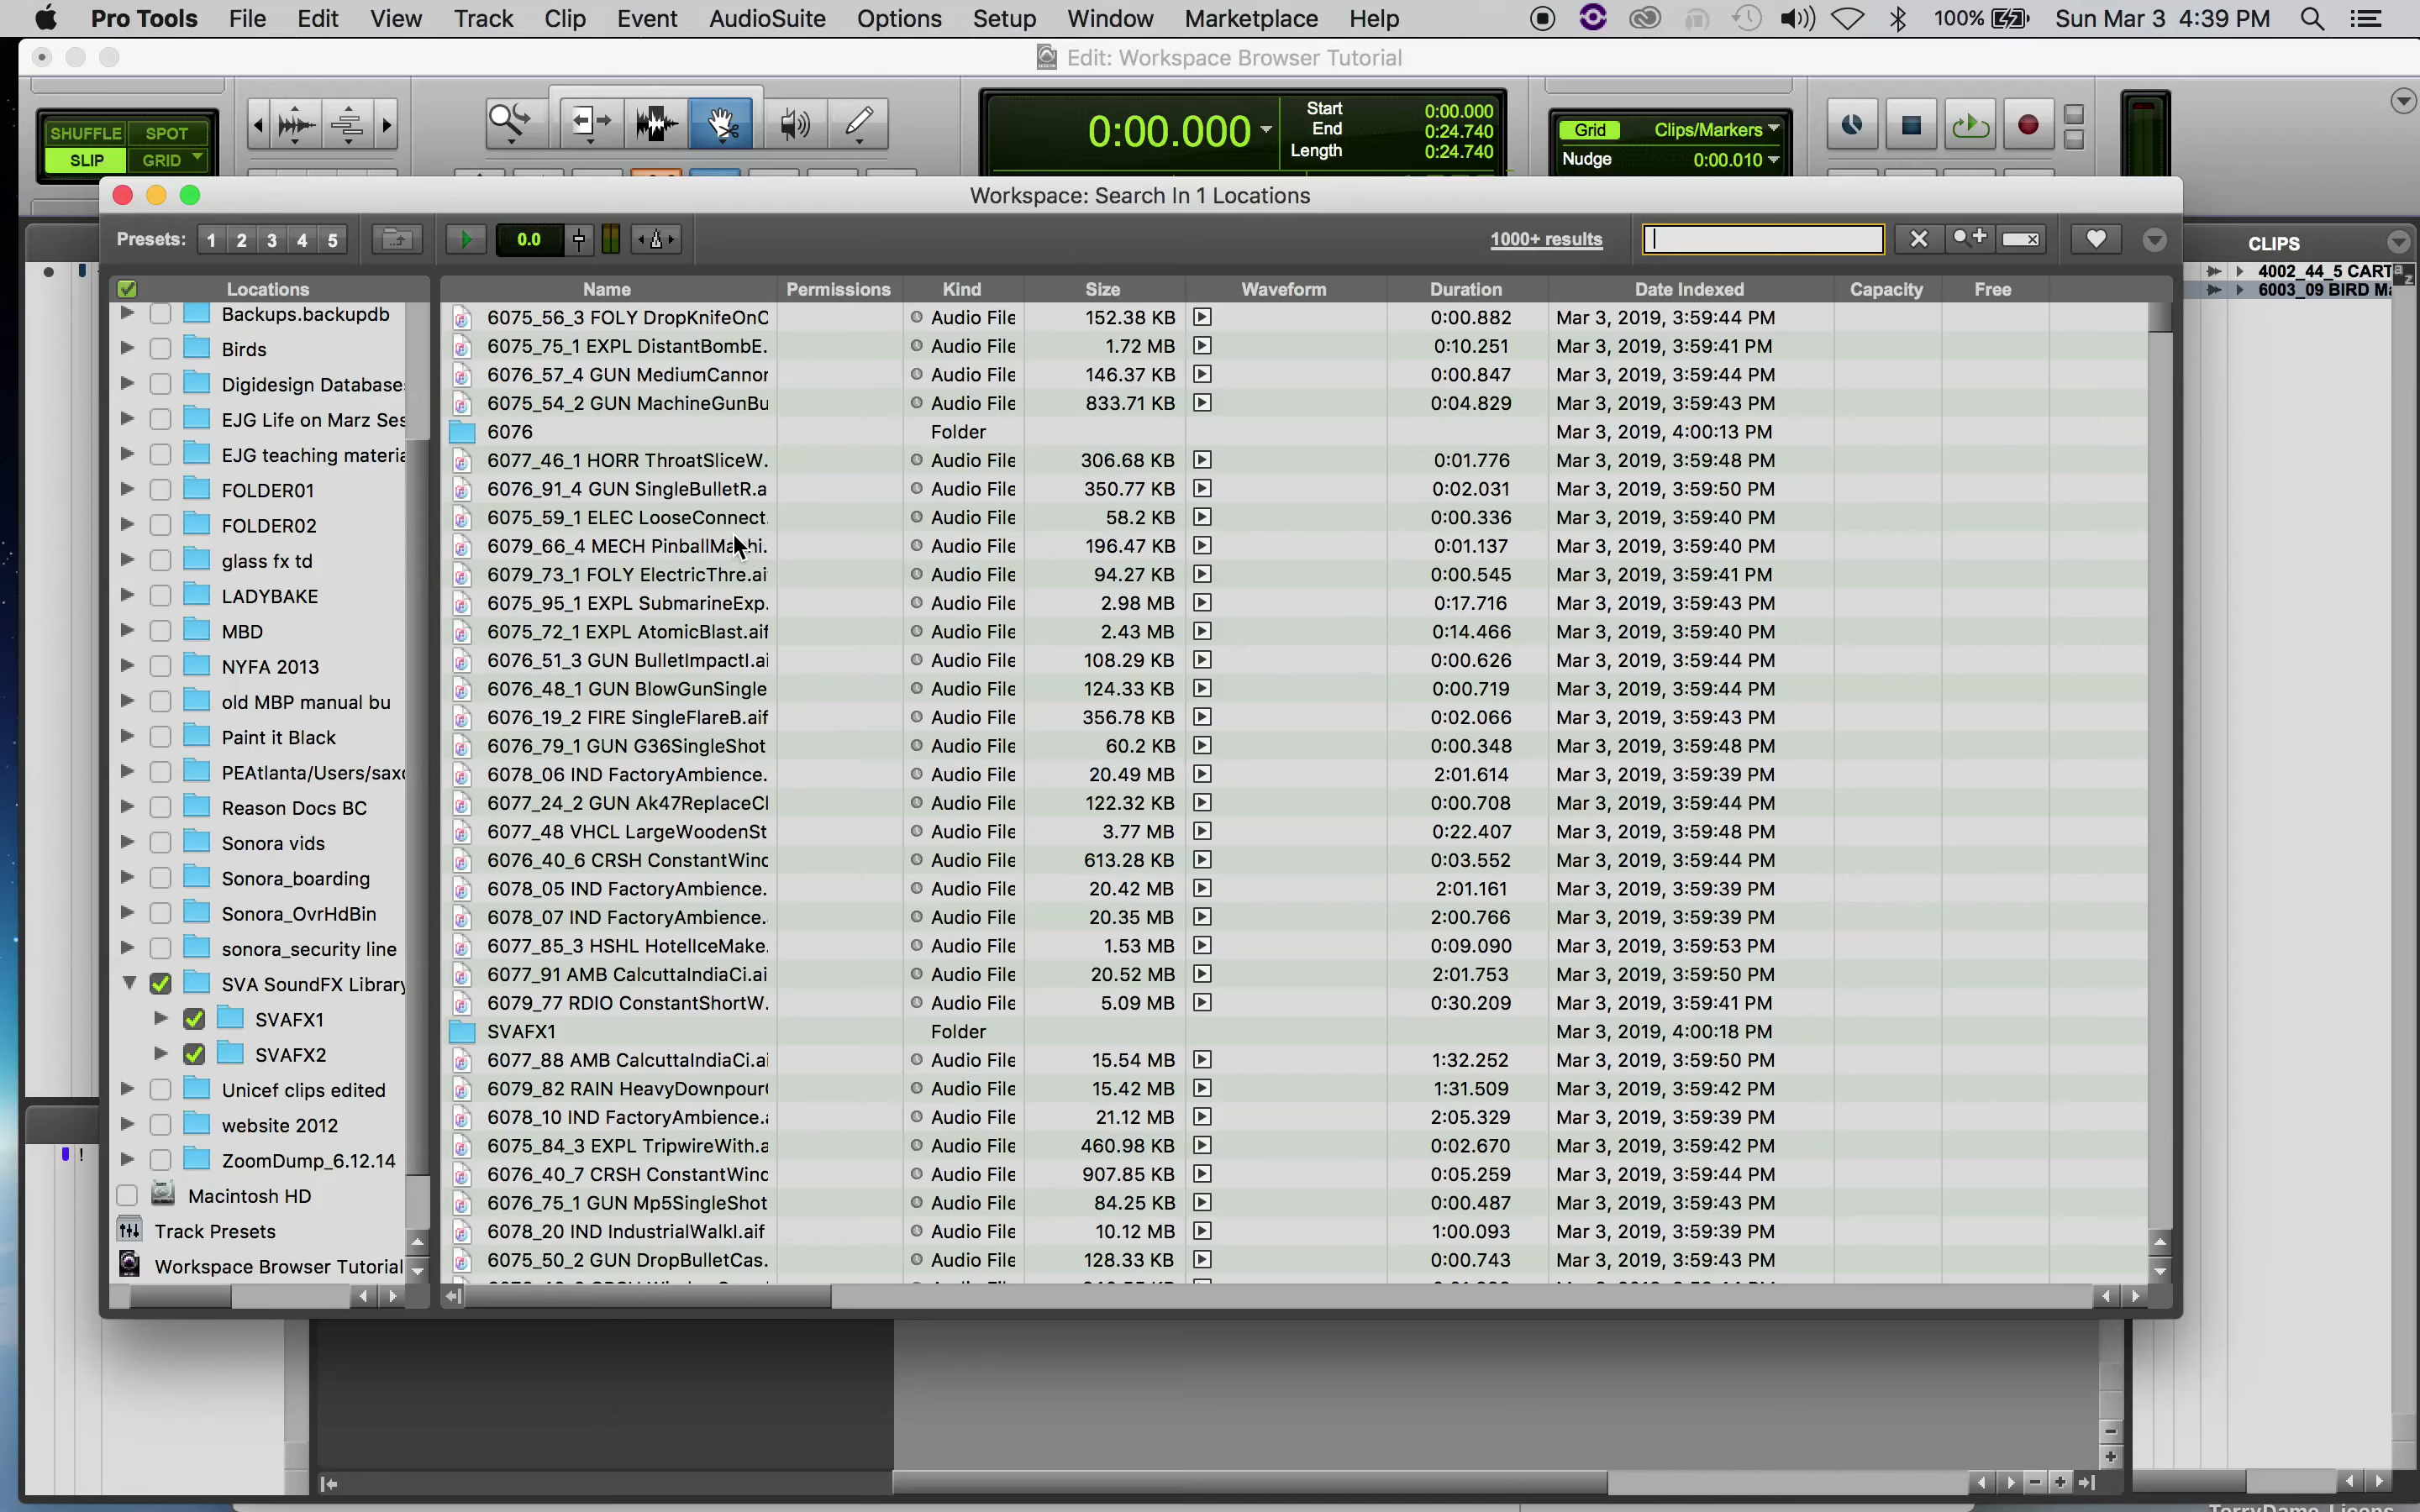 Pro Tools File Edit View Track Clip Event AudioSuite Options Setup Window Marketplace Help 100% Sun Mar 3 4:39 PM
Edit: Workspace Browser Tutorial
SHUFFLE SPOT
SLIP GRID
0:00.000
Start 0:00.000
End 0:24.740
Length 0:24.740
Grid Clips/Markers
Nudge 0:00.010
Workspace: Search In 1 Locations
Presets: 1 2 3 4 5 0.0 1000+ results
CLIPS
4002_44_5 CART
6003_09 BIRD Ma
Locations
Backups.backupdb
Birds
Digidesign Databases
EJG Life on Marz Ses
EJG teaching materia
FOLDER01
FOLDER02
glass fx td
LADYBAKE
MBD
NYFA 2013
old MBP manual bu
Paint it Black
PEAtlanta/Users/saxo
Reason Docs BC
Sonora vids
Sonora_boarding
Sonora_OvrHdBin
sonora_security line
SVA SoundFX Library
SVAFX1
SVAFX2
Unicef clips edited
website 2012
ZoomDump_6.12.14
Macintosh HD
Track Presets
Workspace Browser Tutorial
Name Permissions Kind Size Waveform Duration Date Indexed Capacity Free
6075_56_3 FOLY DropKnifeOnC Audio File 152.38 KB 0:00.882 Mar 3, 2019, 3:59:44 PM
6075_75_1 EXPL DistantBombE. Audio File 1.72 MB 0:10.251 Mar 3, 2019, 3:59:41 PM
6076_57_4 GUN MediumCannon Audio File 146.37 KB 0:00.847 Mar 3, 2019, 3:59:44 PM
6075_54_2 GUN MachineGunBu Audio File 833.71 KB 0:04.829 Mar 3, 2019, 3:59:43 PM
6076 Folder Mar 3, 2019, 4:00:13 PM
6077_46_1 HORR ThroatSliceW. Audio File 306.68 KB 0:01.776 Mar 3, 2019, 3:59:48 PM
6076_91_4 GUN SingleBulletR.a Audio File 350.77 KB 0:02.031 Mar 3, 2019, 3:59:50 PM
6075_59_1 ELEC LooseConnect. Audio File 58.2 KB 0:00.336 Mar 3, 2019, 3:59:40 PM
6079_66_4 MECH PinballMachi. Audio File 196.47 KB 0:01.137 Mar 3, 2019, 3:59:40 PM
6079_73_1 FOLY ElectricThre.ai Audio File 94.27 KB 0:00.545 Mar 3, 2019, 3:59:41 PM
6075_95_1 EXPL SubmarineExp. Audio File 2.98 MB 0:17.716 Mar 3, 2019, 3:59:43 PM
6075_72_1 EXPL AtomicBlast.aif Audio File 2.43 MB 0:14.466 Mar 3, 2019, 3:59:40 PM
6076_51_3 GUN BulletImpactI.ai Audio File 108.29 KB 0:00.626 Mar 3, 2019, 3:59:44 PM
6076_48_1 GUN BlowGunSingle Audio File 124.33 KB 0:00.719 Mar 3, 2019, 3:59:44 PM
6076_19_2 FIRE SingleFlareB.aif Audio File 356.78 KB 0:02.066 Mar 3, 2019, 3:59:43 PM
6076_79_1 GUN G36SingleShot Audio File 60.2 KB 0:00.348 Mar 3, 2019, 3:59:48 PM
6078_06 IND FactoryAmbience. Audio File 20.49 MB 2:01.614 Mar 3, 2019, 3:59:39 PM
6077_24_2 GUN Ak47ReplaceCl Audio File 122.32 KB 0:00.708 Mar 3, 2019, 3:59:44 PM
6077_48 VHCL LargeWoodenSt Audio File 3.77 MB 0:22.407 Mar 3, 2019, 3:59:48 PM
6076_40_6 CRSH ConstantWind Audio File 613.28 KB 0:03.552 Mar 3, 2019, 3:59:44 PM
6078_05 IND FactoryAmbience. Audio File 20.42 MB 2:01.161 Mar 3, 2019, 3:59:39 PM
6078_07 IND FactoryAmbience. Audio File 20.35 MB 2:00.766 Mar 3, 2019, 3:59:39 PM
6077_85_3 HSHL HotelIceMake. Audio File 1.53 MB 0:09.090 Mar 3, 2019, 3:59:53 PM
6077_91 AMB CalcuttaIndiaCi.ai Audio File 20.52 MB 2:01.753 Mar 3, 2019, 3:59:50 PM
6079_77 RDIO ConstantShortW. Audio File 5.09 MB 0:30.209 Mar 3, 2019, 3:59:41 PM
SVAFX1 Folder Mar 3, 2019, 4:00:18 PM
6077_88 AMB CalcuttaIndiaCi.ai Audio File 15.54 MB 1:32.252 Mar 3, 2019, 3:59:50 PM
6079_82 RAIN HeavyDownpour( Audio File 15.42 MB 1:31.509 Mar 3, 2019, 3:59:42 PM
6078_10 IND FactoryAmbience.a Audio File 21.12 MB 2:05.329 Mar 3, 2019, 3:59:39 PM
6075_84_3 EXPL TripwireWith.a Audio File 460.98 KB 0:02.670 Mar 3, 2019, 3:59:42 PM
6076_40_7 CRSH ConstantWind Audio File 907.85 KB 0:05.259 Mar 3, 2019, 3:59:44 PM
6076_75_1 GUN Mp5SingleShot Audio File 84.25 KB 0:00.487 Mar 3, 2019, 3:59:43 PM
6078_20 IND IndustrialWalkI.aif Audio File 10.12 MB 1:00.093 Mar 3, 2019, 3:59:39 PM
6075_50_2 GUN DropBulletCas. Audio File 128.33 KB 0:00.743 Mar 3, 2019, 3:59:43 PM